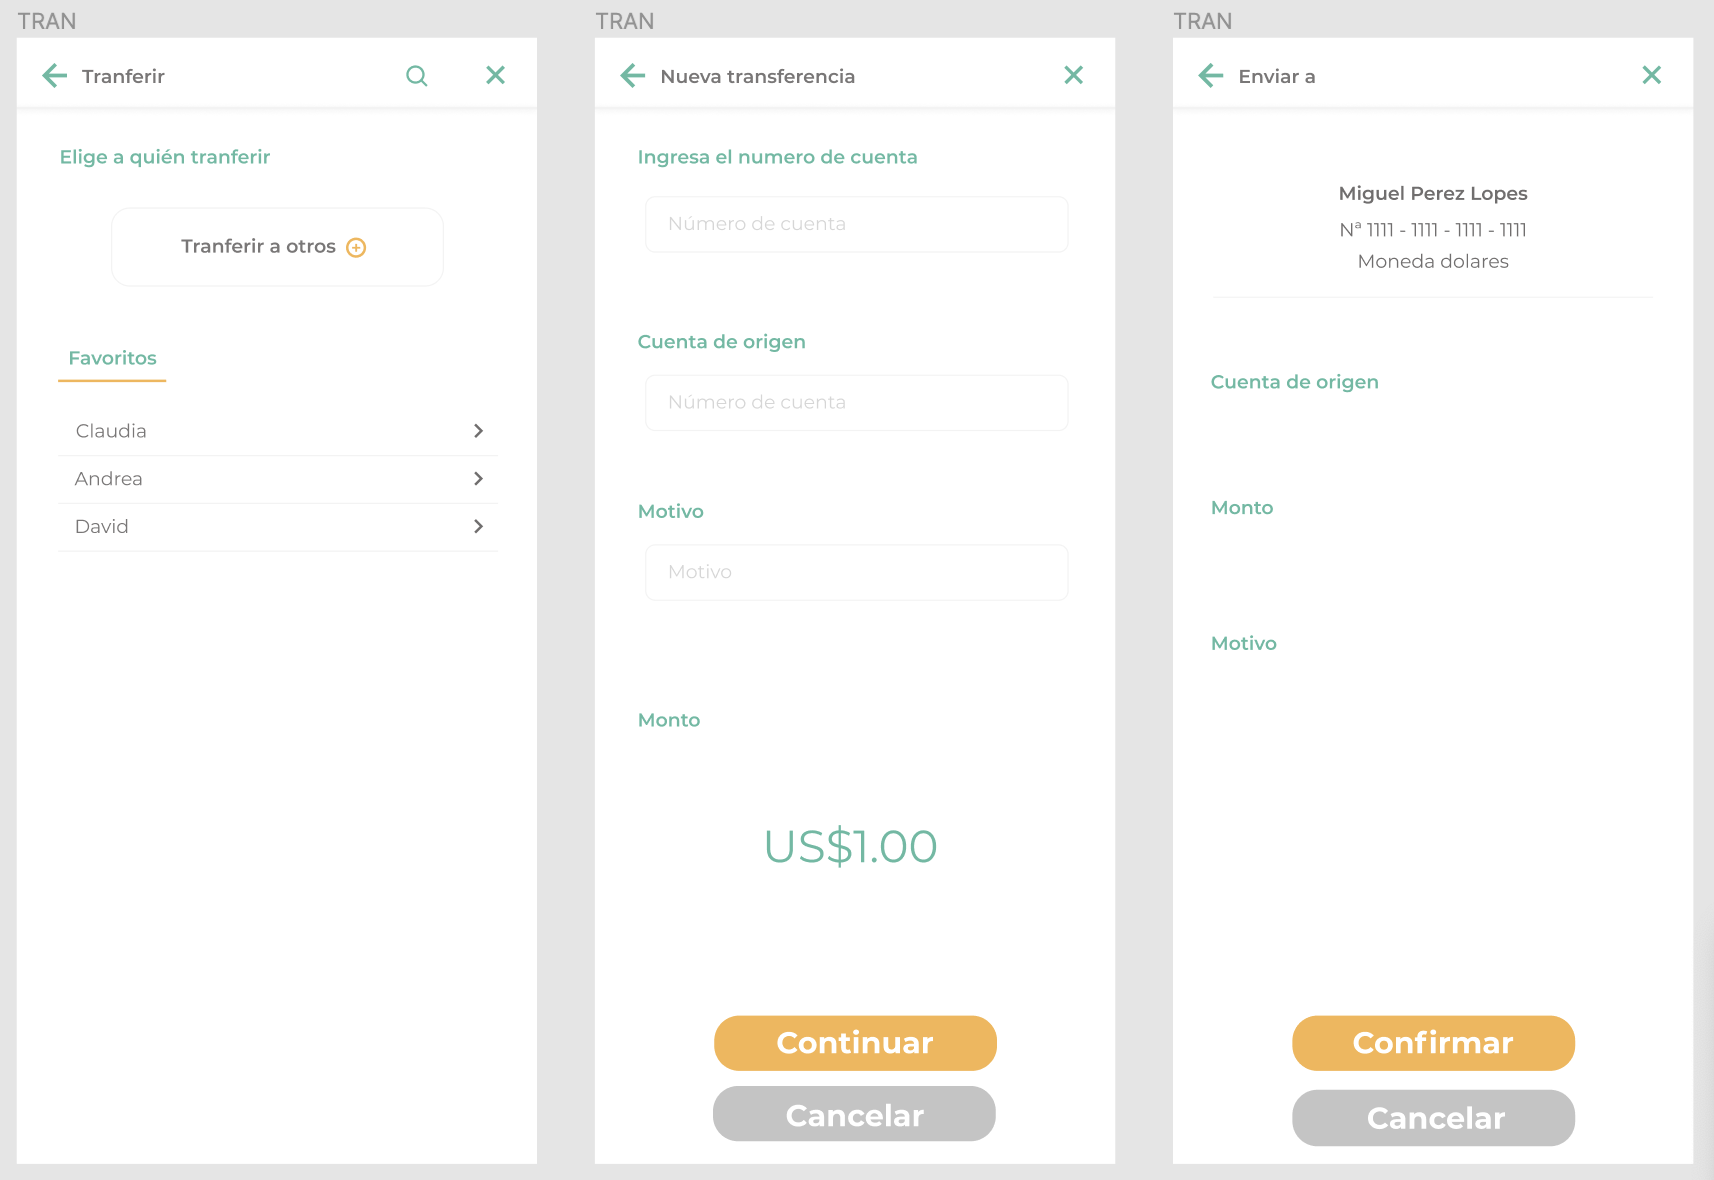 TRAN
Tranferir
Elige a quién tranferir
Tranferir a otros
Favoritos
Claudia
Andrea
David
TRAN
Nueva transferencia
Ingresa el numero de cuenta
Número de cuenta
Cuenta de origen
Número de cuenta
Motivo
Motivo
Monto
US$1.00
Continuar
Cancelar
TRAN
Enviar a
Miguel Perez Lopes
Nª 1111 - 1111 - 1111 - 1111
Moneda dolares
Cuenta de origen
Monto
Motivo
Confirmar
Cancelar